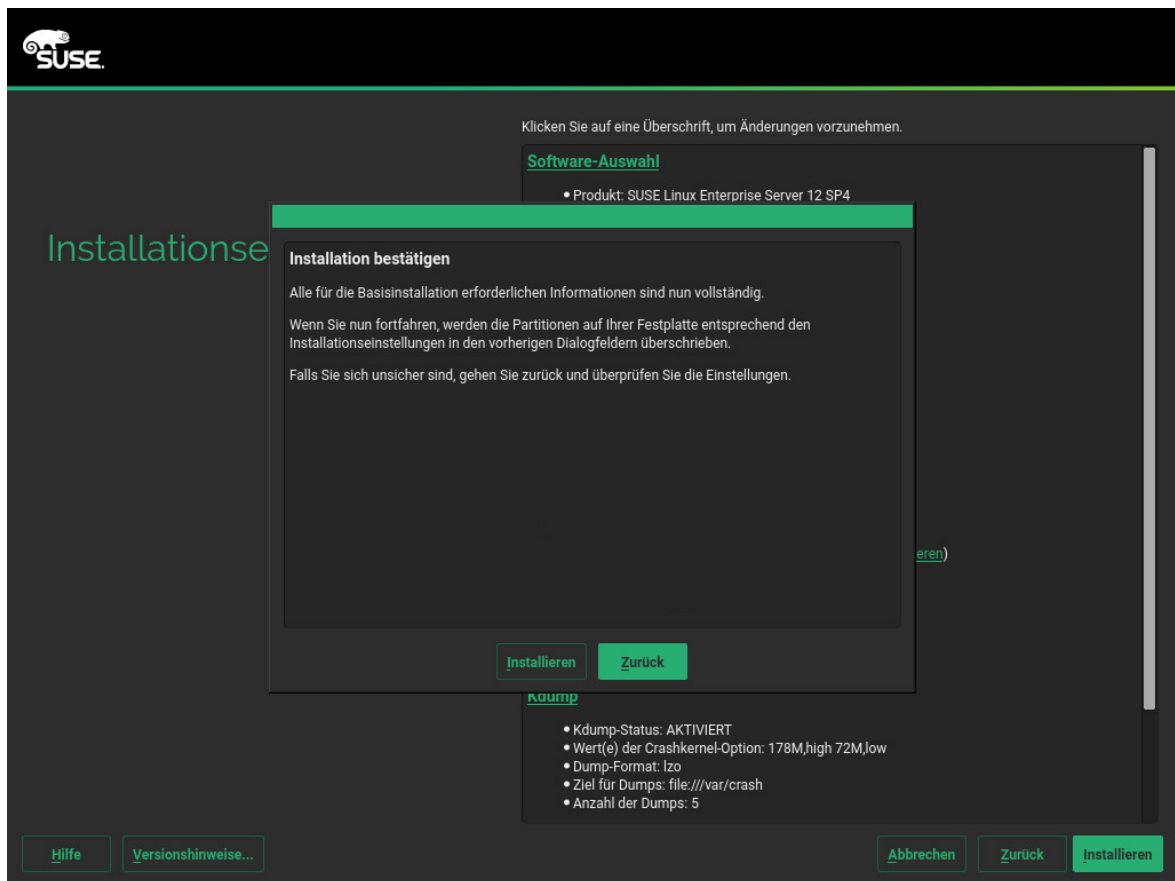 SUSE.
Klicken Sie auf eine Überschrift, um Änderungen vorzunehmen.
Software-Auswahl
• Produkt: SUSE Linux Enterprise Server 12 SP4
Installationse
Installation bestätigen
Alle für die Basisinstallation erforderlichen Informationen sind nun vollständig.
Wenn Sie nun fortfahren, werden die Partitionen auf Ihrer Festplatte entsprechend den
Installationseinstellungen in den vorherigen Dialogfeldern überschrieben.
Falls Sie sich unsicher sind, gehen Sie zurück und überprüfen Sie die Einstellungen.
eren)
Installieren Zurück
Kdump
• Kdump-Status: AKTIVIERT
• Wert(e) der Crashkernel-Option: 178M,high 72M,low
• Dump-Format: lzo
• Ziel für Dumps: file:///var/crash
• Anzahl der Dumps: 5
Hilfe Versionshinweise... Abbrechen Zurück Installieren